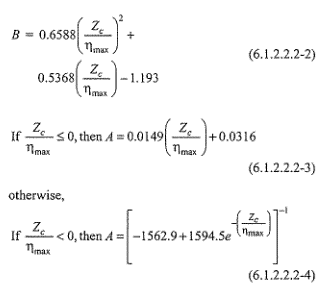 B = 0.6588(Z_c/η_max)² +
0.5368(Z_c/η_max) − 1.193
(6.1.2.2.2-2)
If Z_c/η_max ≤ 0, then A = 0.0149(Z_c/η_max) + 0.0316
(6.1.2.2.2-3)
otherwise,
If Z_c/η_max < 0, then A = [−1562.9 + 1594.5e^−(Z_c/η_max)]^−1
(6.1.2.2.2-4)